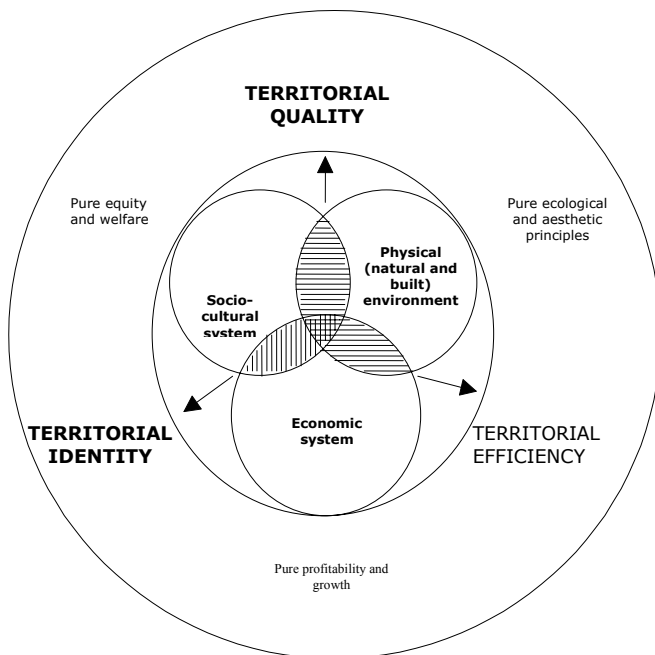 TERRITORIAL
QUALITY
Pure equity
and welfare
Pure ecological
and aesthetic
principles
Physical
(natural and
built)
environment
Socio-
cultural
system
TERRITORIAL
IDENTITY
Economic
system
TERRITORIAL
EFFICIENCY
Pure profitability and
growth